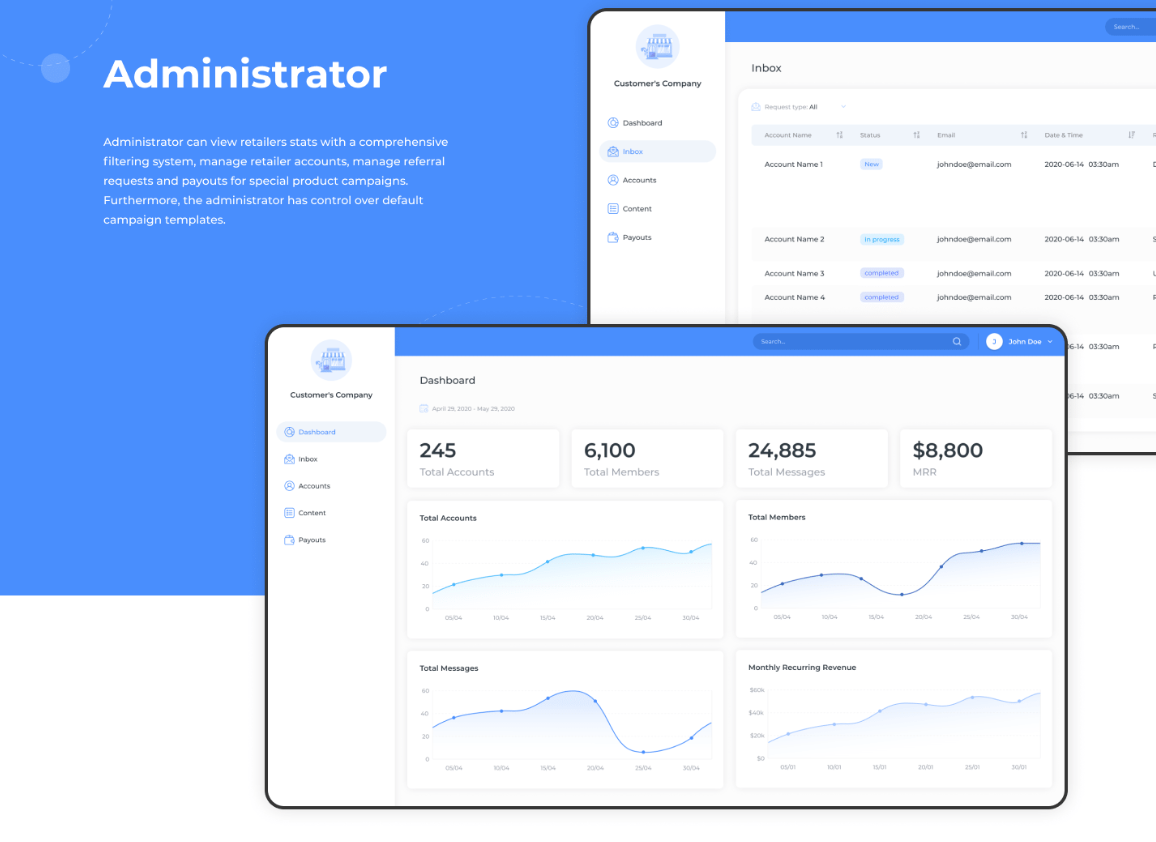 Administrator
Administrator can view retailers stats with a comprehensive
filtering system, manage retailer accounts, manage referral
requests and payouts for special product campaigns.
Furthermore, the administrator has control over default
campaign templates.
Search...
Customer's Company
Dashboard
Inbox
Accounts
Content
Payouts
Inbox
Request type: All
Account Name Status Email Date & Time
Account Name 1 New johndoe@email.com 2020-06-14 03:30am
Account Name 2 In progress johndoe@email.com 2020-06-14 03:30am
Account Name 3 completed johndoe@email.com 2020-06-14 03:30am
Account Name 4 completed johndoe@email.com 2020-06-14 03:30am
03:30am
03:30am
Customer's Company
Dashboard
Inbox
Accounts
Content
Payouts
Search...
J John Doe
Dashboard
April 29, 2020 - May 29, 2020
245
Total Accounts
6,100
Total Members
24,885
Total Messages
$8,800
MRR
Total Accounts
60
40
20
0
05/04 10/04 15/04 20/04 25/04 30/04
Total Members
60
40
20
0
05/04 10/04 15/04 20/04 25/04 30/04
Total Messages
60
40
20
0
05/04 10/04 15/04 20/04 25/04 30/04
Monthly Recurring Revenue
$60k
$40k
$20k
$0
05/01 10/01 15/01 20/01 25/01 30/01